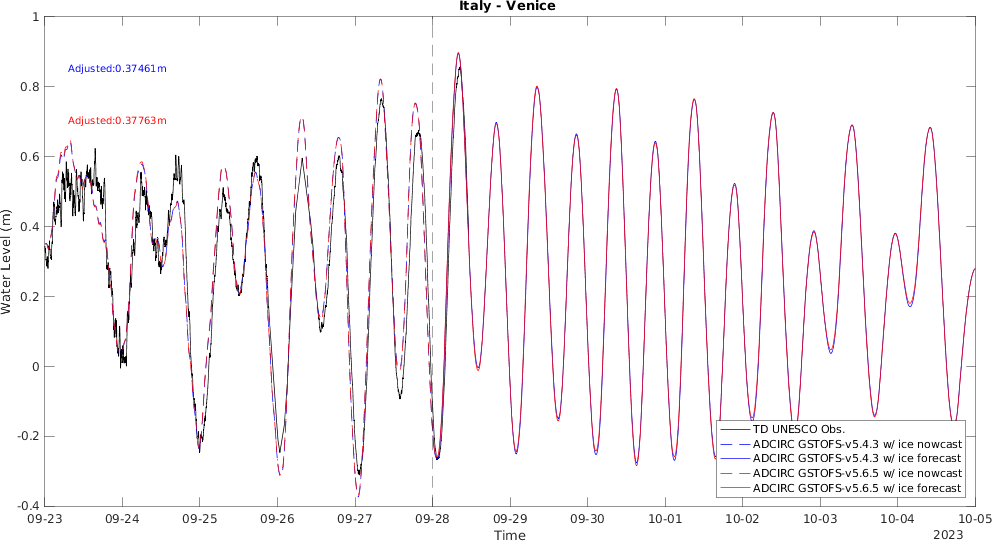 Italy - Venice
Adjusted:0.37461m
Adjusted:0.37763m
Water Level (m)
1
0.8
0.6
0.4
0.2
0
-0.2
-0.4
TD UNESCO Obs.
ADCIRC GSTOFS-v5.4.3 w/ ice nowcast
ADCIRC GSTOFS-v5.4.3 w/ ice forecast
ADCIRC GSTOFS-v5.6.5 w/ ice nowcast
ADCIRC GSTOFS-v5.6.5 w/ ice forecast
09-23 09-24 09-25 09-26 09-27 09-28 09-29 09-30 10-01 10-02 10-03 10-04 10-05
Time
2023